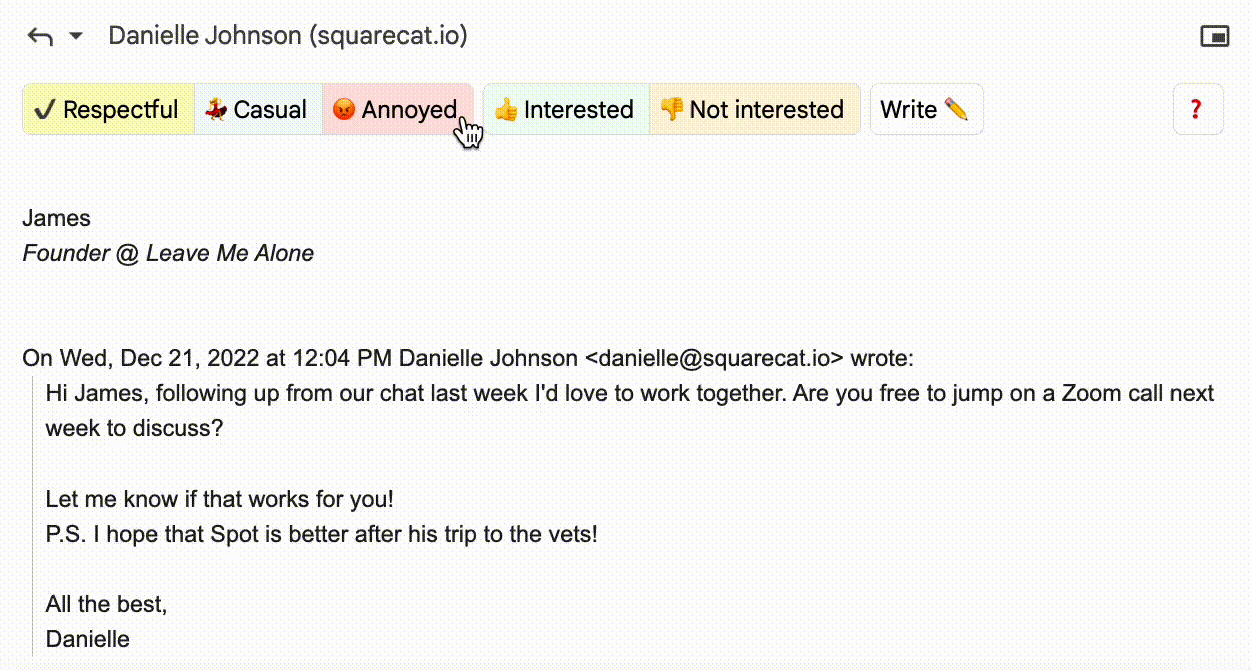 Danielle Johnson (squarecat.io)
✓ Respectful 💃 Casual 😡 Annoyed 👍 Interested 👎 Not interested Write ✏️ ❓
James
Founder @ Leave Me Alone
On Wed, Dec 21, 2022 at 12:04 PM Danielle Johnson <danielle@squarecat.io> wrote:
Hi James, following up from our chat last week I'd love to work together. Are you free to jump on a Zoom call next
week to discuss?
Let me know if that works for you!
P.S. I hope that Spot is better after his trip to the vets!
All the best,
Danielle